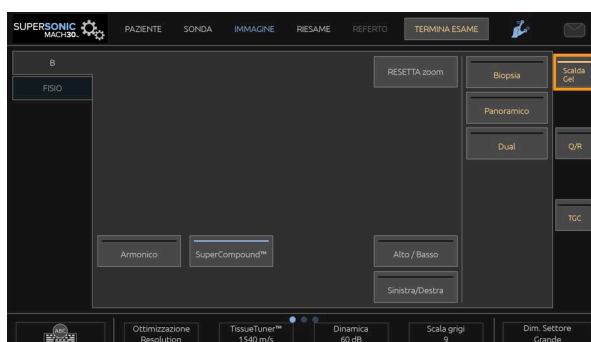 SUPERSONIC
MACH30.
PAZIENTE SONDA IMMAGINE RIESAME REFERTO TERMINA ESAME
B
FISIO
RESETTA zoom
Biopsia
Scalda
Gel
Panoramico
Dual
Q/R
TGC
Armonico
SuperCompound™
Alto / Basso
Sinistra/Destra
ABC
Ottimizzazione
Resolution
TissueTuner™
1540 m/s
Dinamica
60 dB
Scala grigi
9
Dim. Settore
Grande